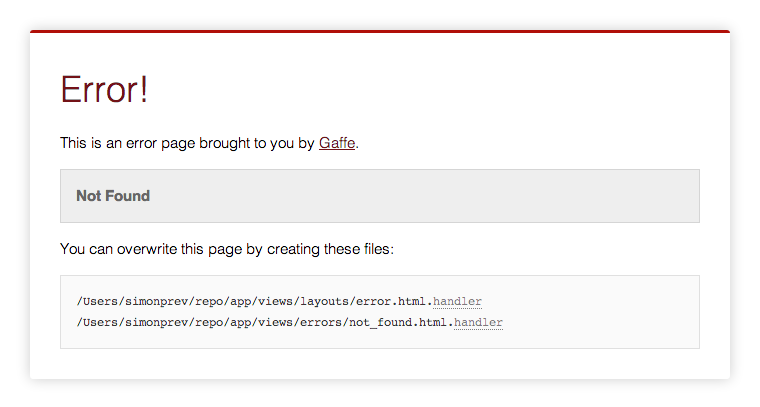 Error!
This is an error page brought to you by Gaffe.
Not Found
You can overwrite this page by creating these files:
/Users/simonprev/repo/app/views/layouts/error.html.handler
/Users/simonprev/repo/app/views/errors/not_found.html.handler